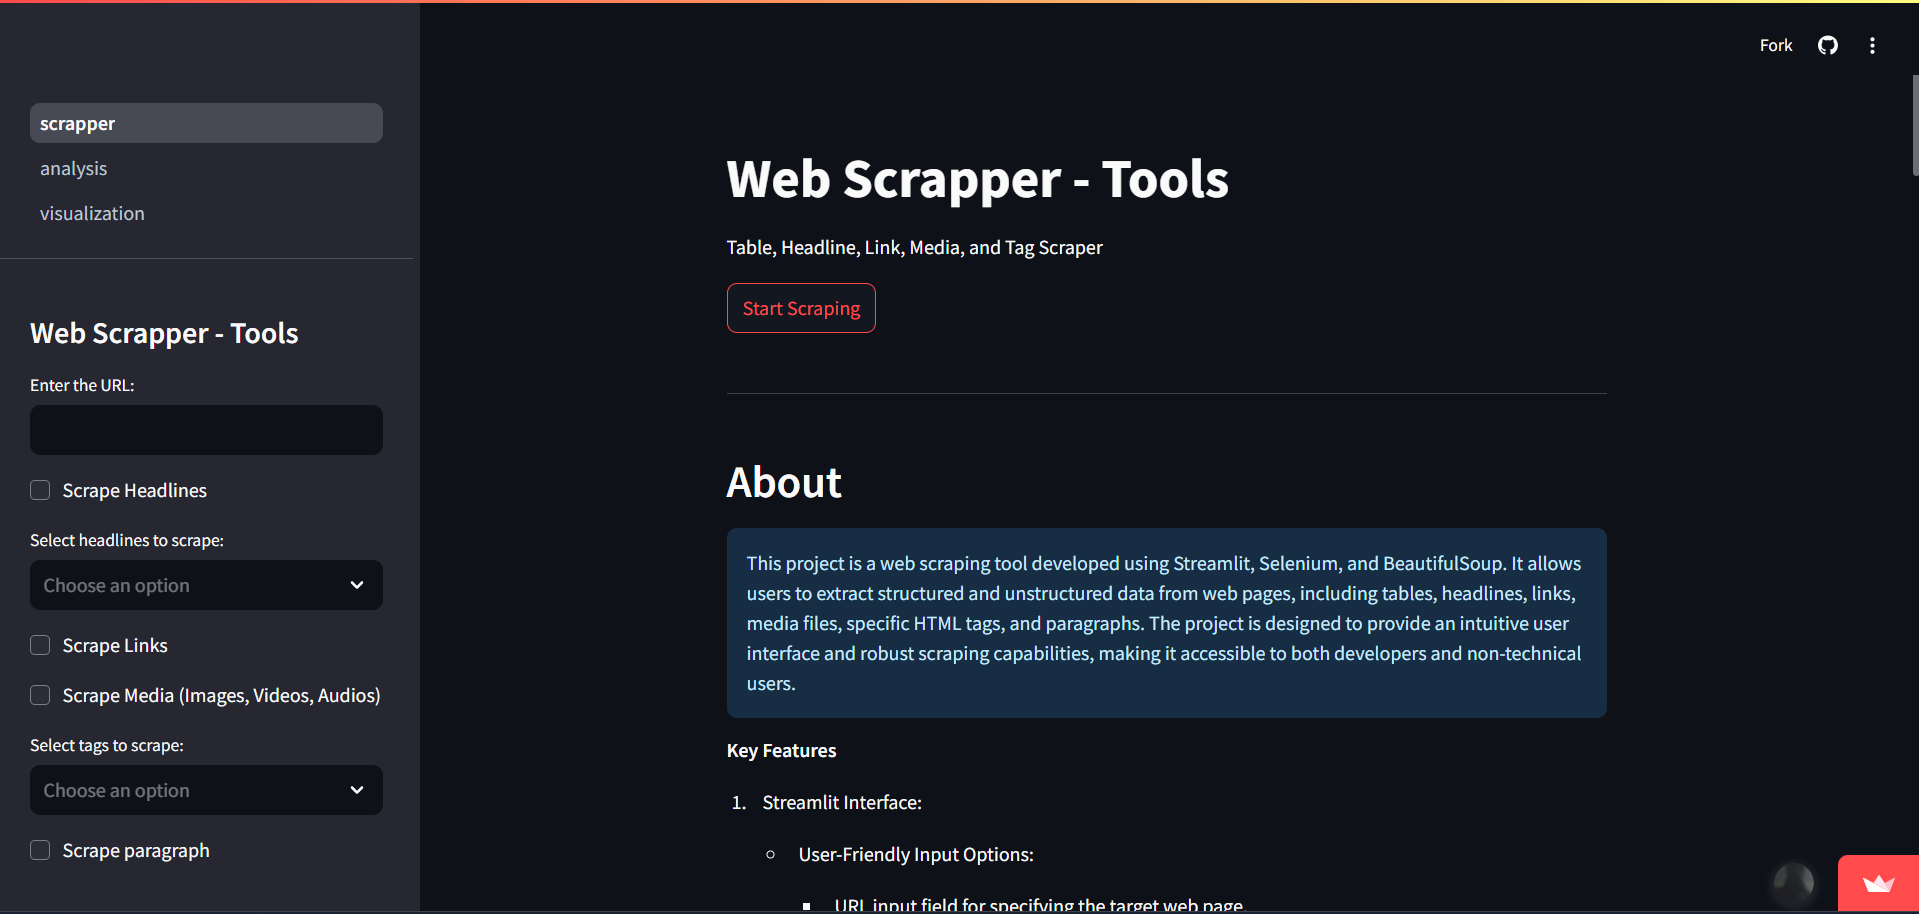 Fork
scrapper
analysis
visualization
Web Scrapper - Tools
Enter the URL:
Scrape Headlines
Select headlines to scrape:
Choose an option
Scrape Links
Scrape Media (Images, Videos, Audios)
Select tags to scrape:
Choose an option
Scrape paragraph
Web Scrapper - Tools
Table, Headline, Link, Media, and Tag Scraper
Start Scraping
About
This project is a web scraping tool developed using Streamlit, Selenium, and BeautifulSoup. It allows
users to extract structured and unstructured data from web pages, including tables, headlines, links,
media files, specific HTML tags, and paragraphs. The project is designed to provide an intuitive user
interface and robust scraping capabilities, making it accessible to both developers and non-technical
users.
Key Features
1. Streamlit Interface:
User-Friendly Input Options:
URL input field for specifying the target web page.